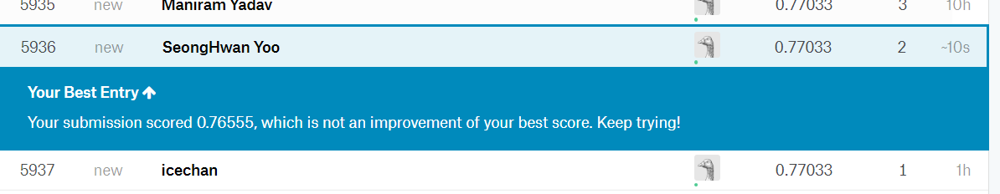 5935 new Maniram Yadav 0.77033 3 10h
5936 new SeongHwan Yoo 0.77033 2 ~10s
Your Best Entry
Your submission scored 0.76555, which is not an improvement of your best score. Keep trying!
5937 new icechan 0.77033 1 1h